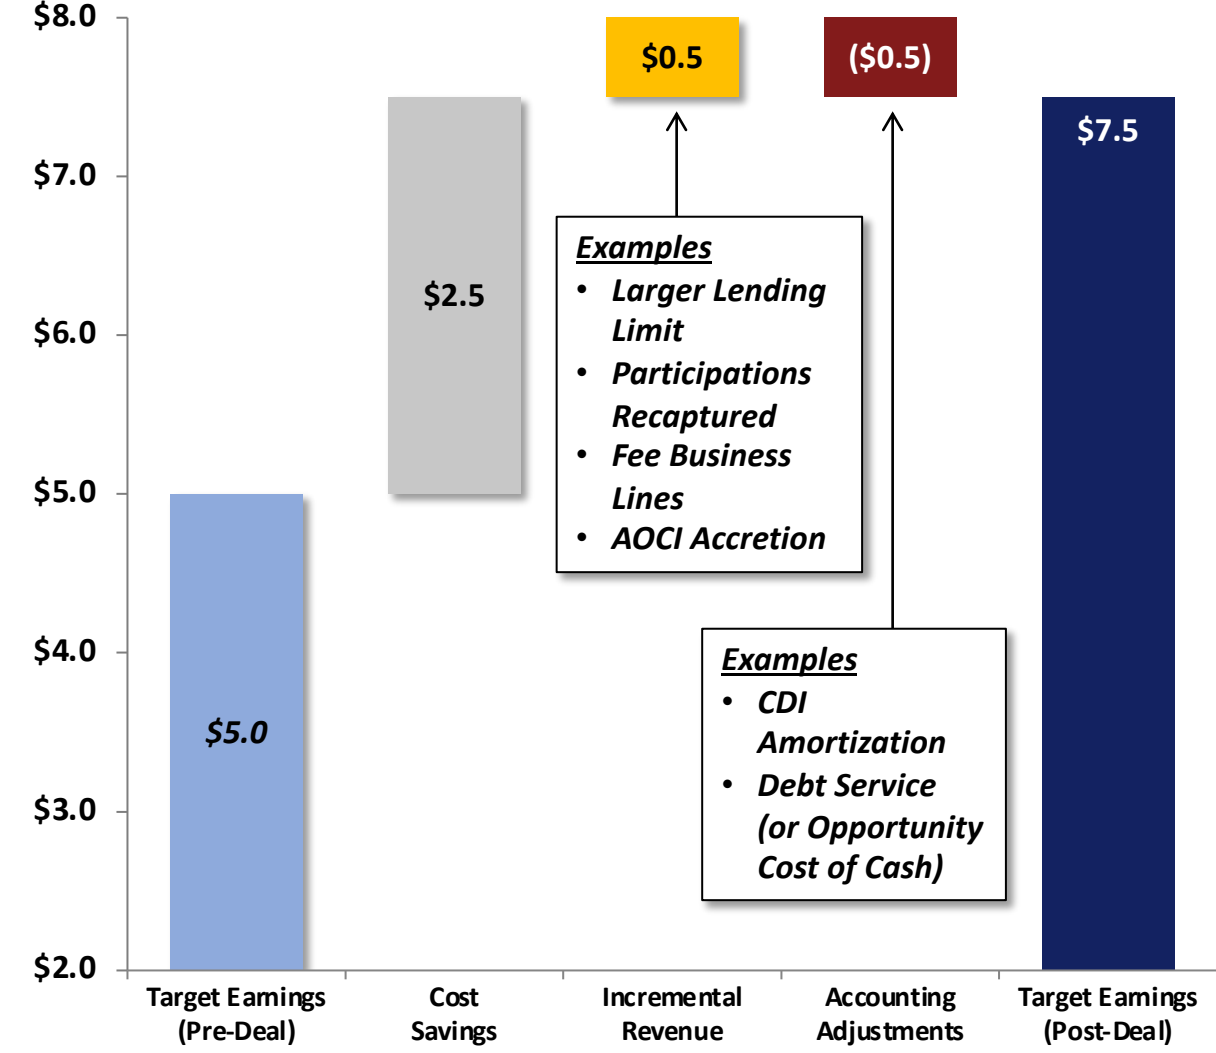 $8.0
$7.0
$6.0
$5.0
$4.0
$3.0
$2.0
$5.0
$2.5
$0.5
($0.5)
$7.5
Examples
• Larger Lending
Limit
• Participations
Recaptured
• Fee Business
Lines
• AOCI Accretion
Examples
• CDI
Amortization
• Debt Service
(or Opportunity
Cost of Cash)
Target Earnings
(Pre-Deal)
Cost
Savings
Incremental
Revenue
Accounting
Adjustments
Target Earnings
(Post-Deal)